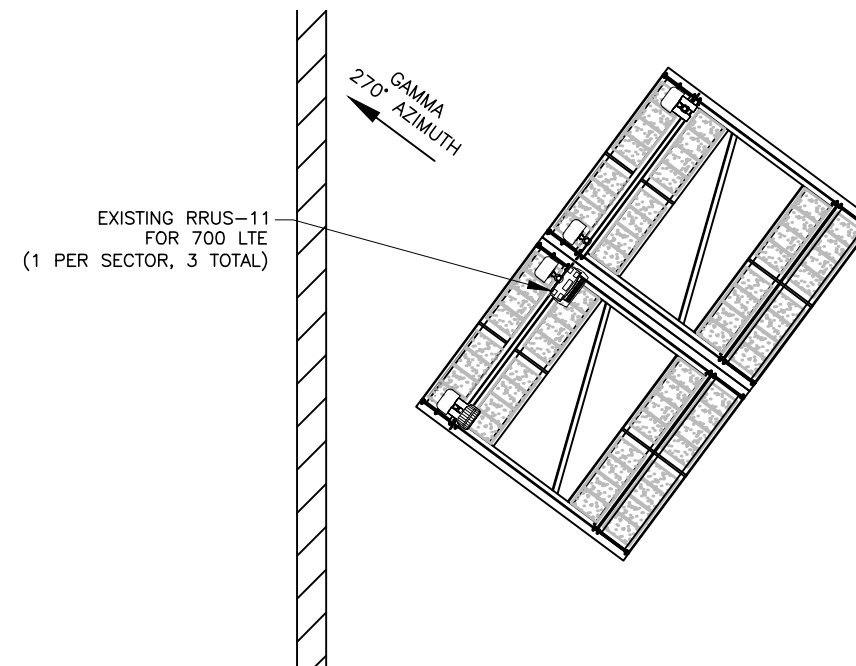 GAMMA
270° AZIMUTH
EXISTING RRUS-11
FOR 700 LTE
(1 PER SECTOR, 3 TOTAL)